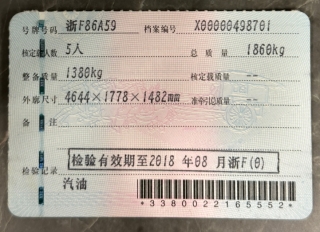 号牌号码 浙F86A59 档案编号 X00000498701
核定载人数 5人 总质量 1860kg
整备质量 1380kg 核定载质量 --
外廓尺寸 4644×1778×1482mm 准牵引总质量 --
备注
检验有效期至2018 年08 月浙F(0)
检验记录
汽油
*3380022165552*